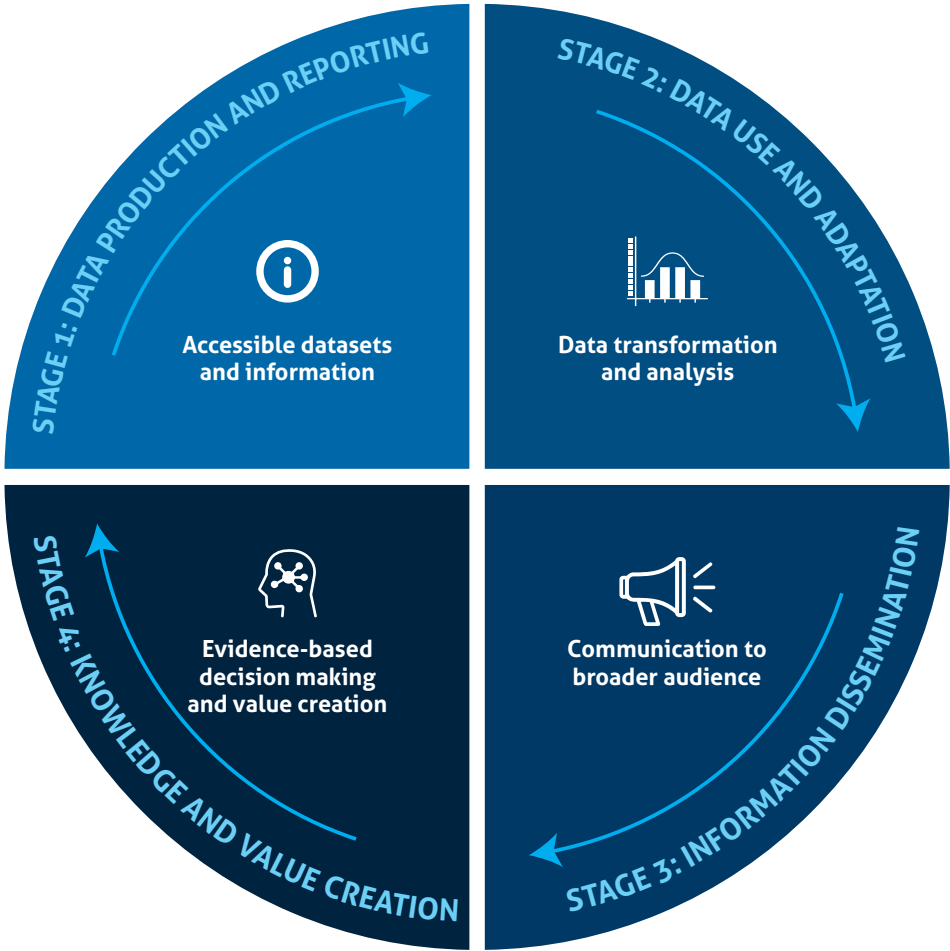 STAGE 1: DATA PRODUCTION AND REPORTING
Accessible datasets
and information
STAGE 2: DATA USE AND ADAPTATION
Data transformation
and analysis
STAGE 3: INFORMATION DISSEMINATION
Communication to
broader audience
STAGE 4: KNOWLEDGE AND VALUE CREATION
Evidence-based
decision making
and value creation